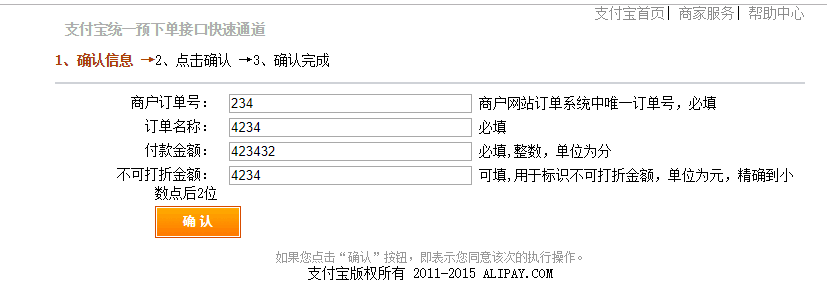 支付宝首页| 商家服务| 帮助中心
支付宝统一预下单接口快速通道
1、确认信息 →2、点击确认 →3、确认完成
商户订单号： 234 商户网站订单系统中唯一订单号，必填
订单名称： 4234 必填
付款金额： 423432 必填,整数，单位为分
不可打折金额： 4234 可填,用于标识不可打折金额，单位为元，精确到小
数点后2位
确 认
如果您点击“确认”按钮，即表示您同意该次的执行操作。
支付宝版权所有 2011-2015 ALIPAY.COM